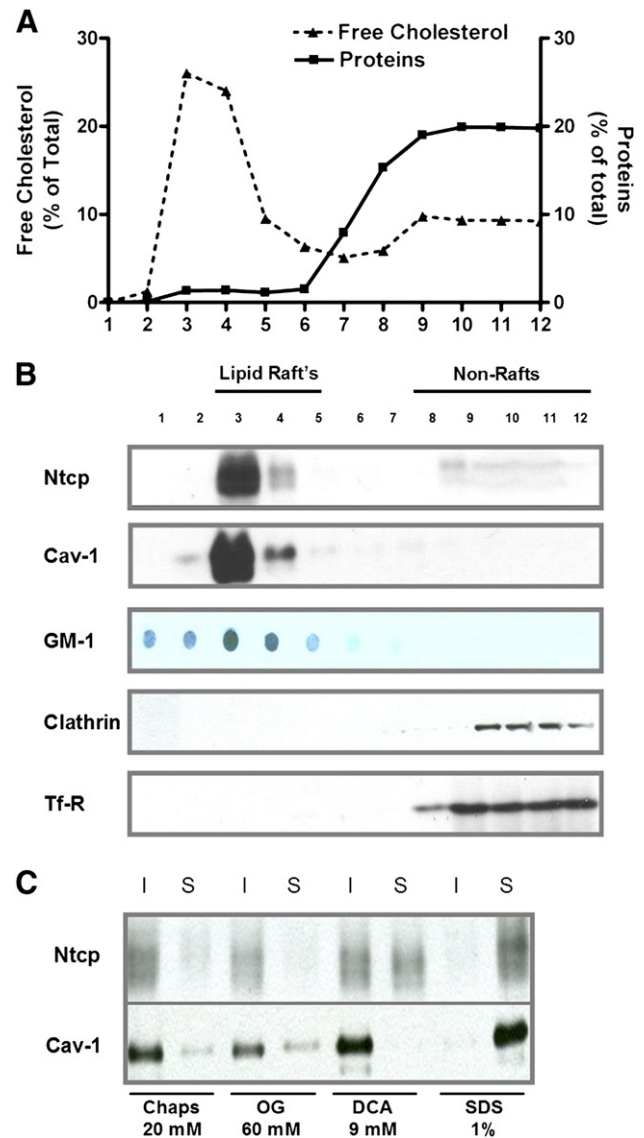 A
Free Cholesterol
Proteins
30
20
10
0
30
20
10
0
Free Cholesterol
(% of Total)
Proteins
(% of total)
1 2 3 4 5 6 7 8 9 10 11 12
B
Lipid Raft's Non-Rafts
1 2 3 4 5 6 7 8 9 10 11 12
Ntcp
Cav-1
GM-1
Clathrin
Tf-R
C
I S I S I S I S
Ntcp
Cav-1
Chaps OG DCA SDS
20 mM 60 mM 9 mM 1%